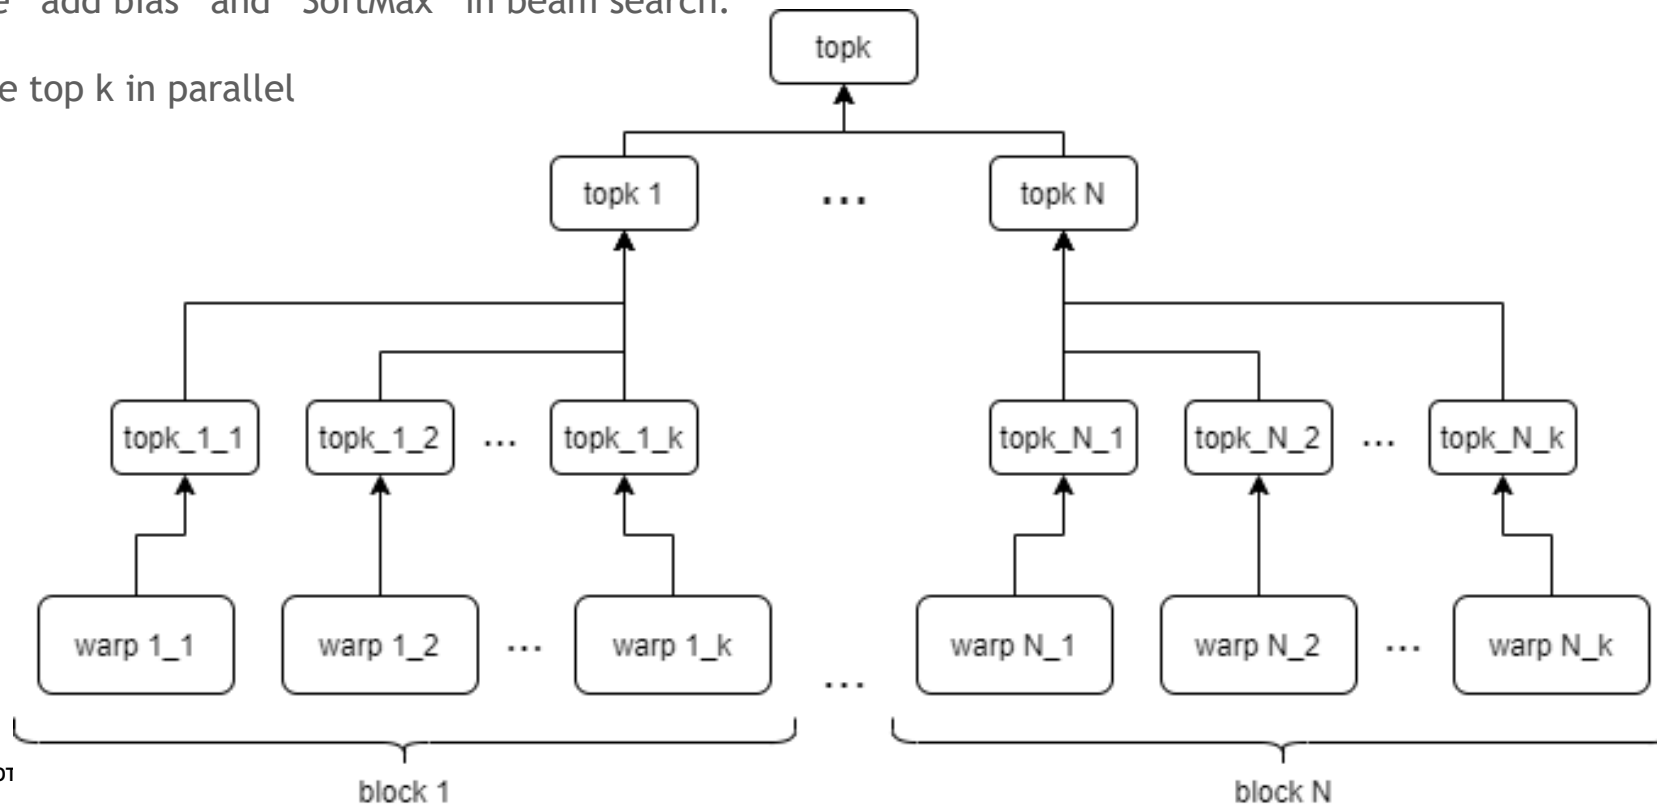 "add bias" and "SoftMax" in beam search.
topk
top k in parallel
topk 1 ... topk N
topk_1_1 topk_1_2 ... topk_1_k topk_N_1 topk_N_2 ... topk_N_k
warp 1_1 warp 1_2 ... warp 1_k ... warp N_1 warp N_2 ... warp N_k
block 1 block N